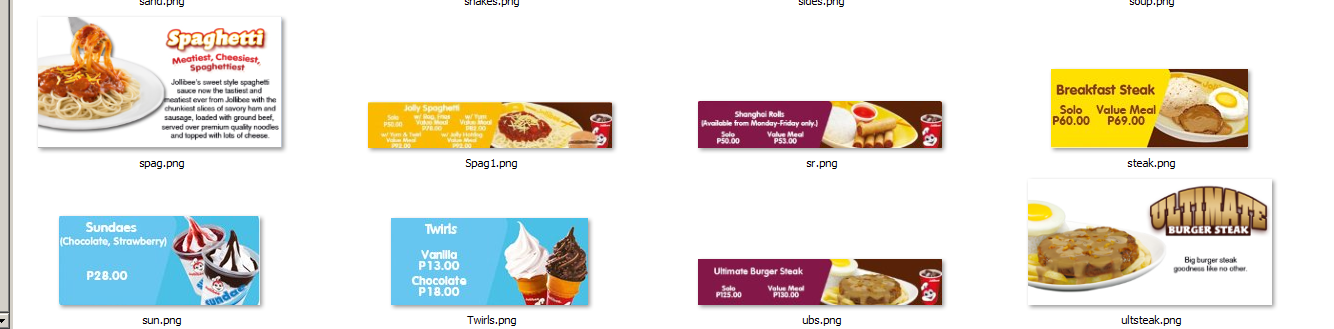 sand.png
shakes.png
sides.png
soup.png
Spaghetti
Meatiest, Cheesiest,
Spaghettiest
Jollibee's sweet style spaghetti
sauce now the tastiest and
meatiest ever from Jollibee with the
chunkiest slices of savory ham and
sausage, loaded with ground beef,
served over premium quality noodles
and topped with lots of cheese.
spag.png
Jolly Spaghetti
Solo
P50.00
w/ Reg. Fries
Value Meal
P78.00
w/ Yum
Value Meal
w/ Yum & Twirl
Value Meal
w/ Jolly Hotdog
Value Meal
Spag1.png
Shanghai Rolls
(Available from Monday-Friday only.)
Solo Value Meal
P50.00 P53.00
sr.png
Breakfast Steak
Solo Value Meal
P60.00 P69.00
steak.png
Sundaes
(Chocolate, Strawberry)
P28.00
sundae
sun.png
Twirls
Vanilla
P13.00
Chocolate
P18.00
Twirls.png
Ultimate Burger Steak
Solo Value Meal
P125.00 P130.00
ubs.png
ULTIMATE
BURGER STEAK
Big burger steak
goodness like no other.
ultsteak.png